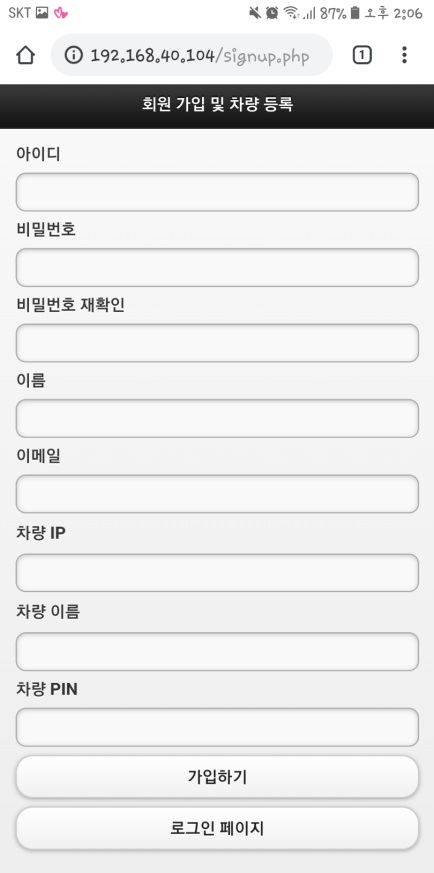 SKT 87% 오후 2:06
192.168.40.104/signup.php 1
회원 가입 및 차량 등록
아이디
비밀번호
비밀번호 재확인
이름
이메일
차량 IP
차량 이름
차량 PIN
가입하기
로그인 페이지